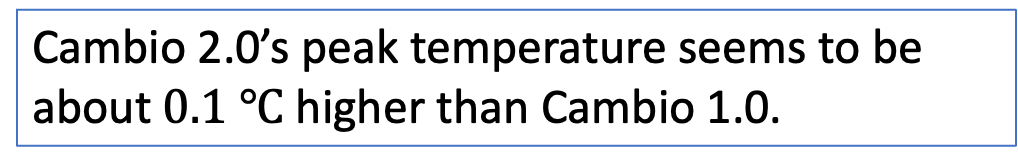 Cambio 2.0’s peak temperature seems to be
about 0.1 ℃ higher than Cambio 1.0.